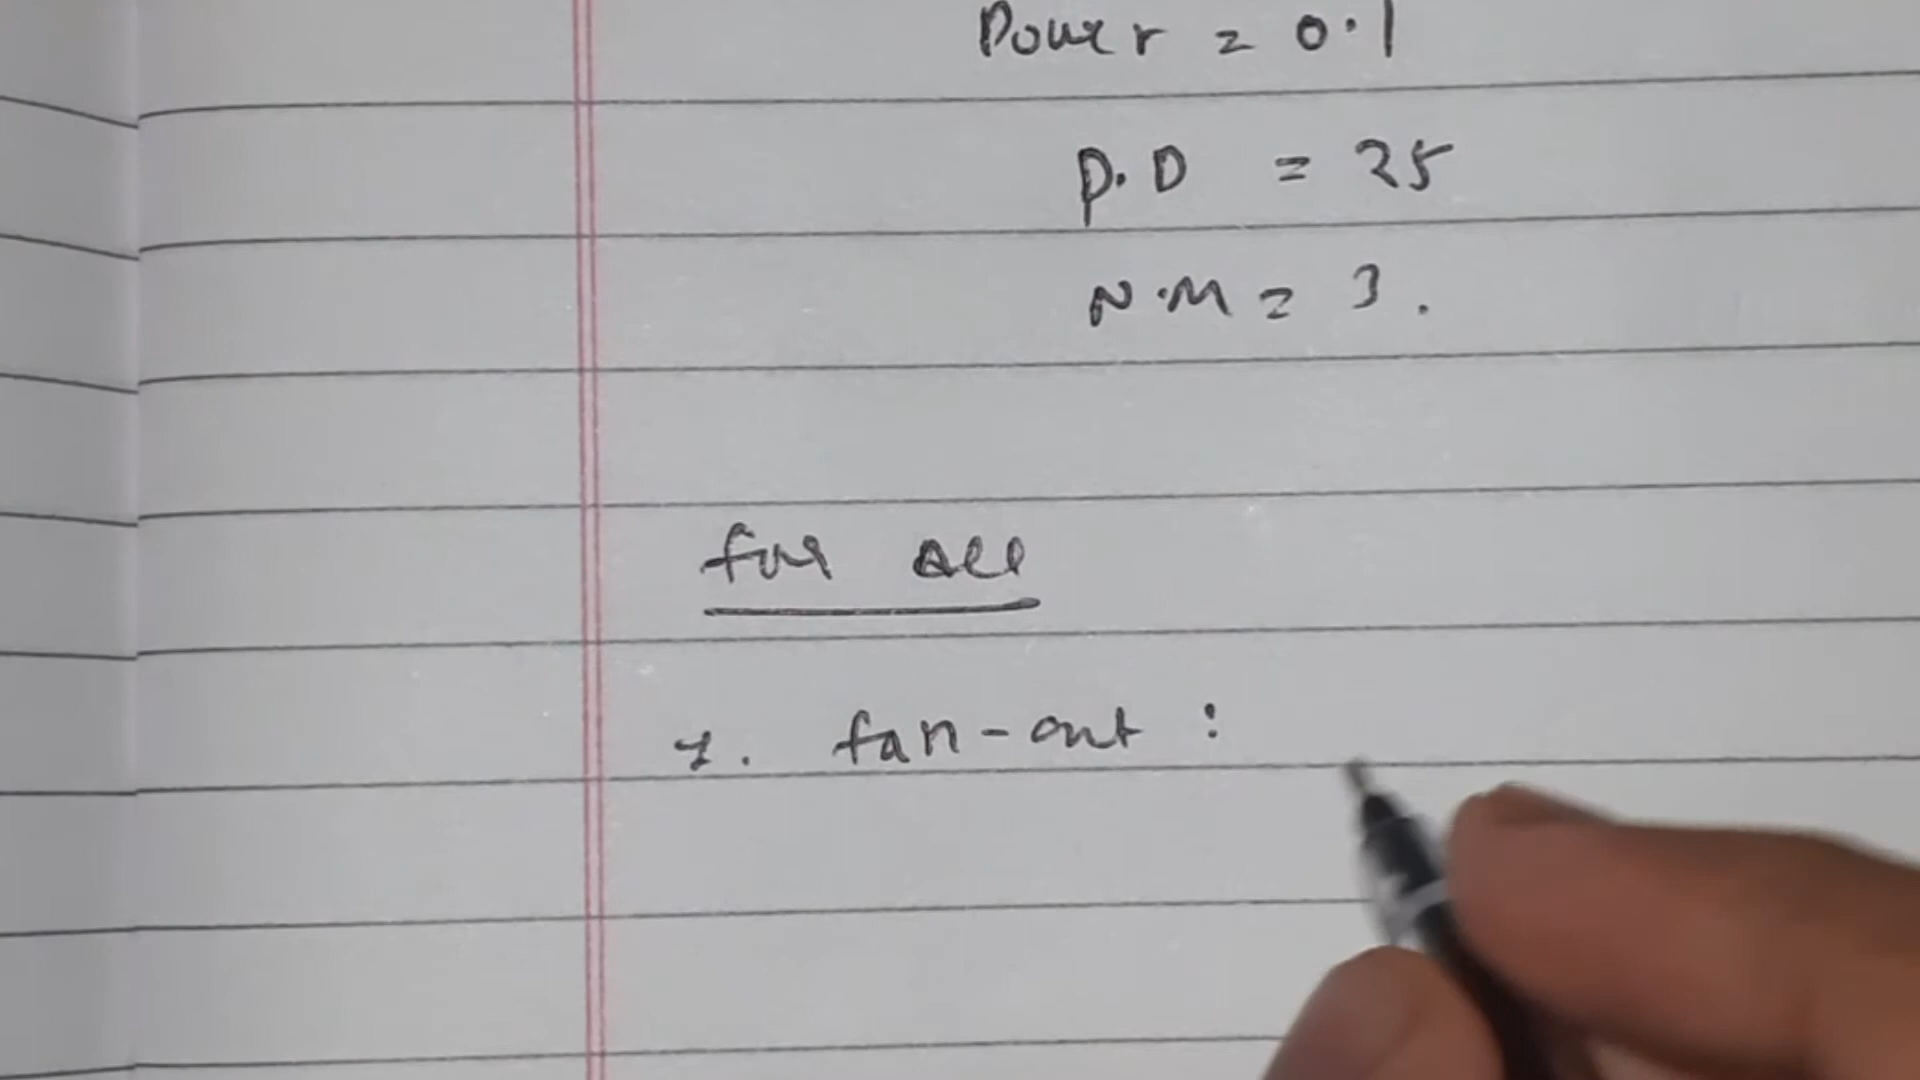 Power = 0.1
P.D = 25
N.M = 3.
for all
1. fan-out :